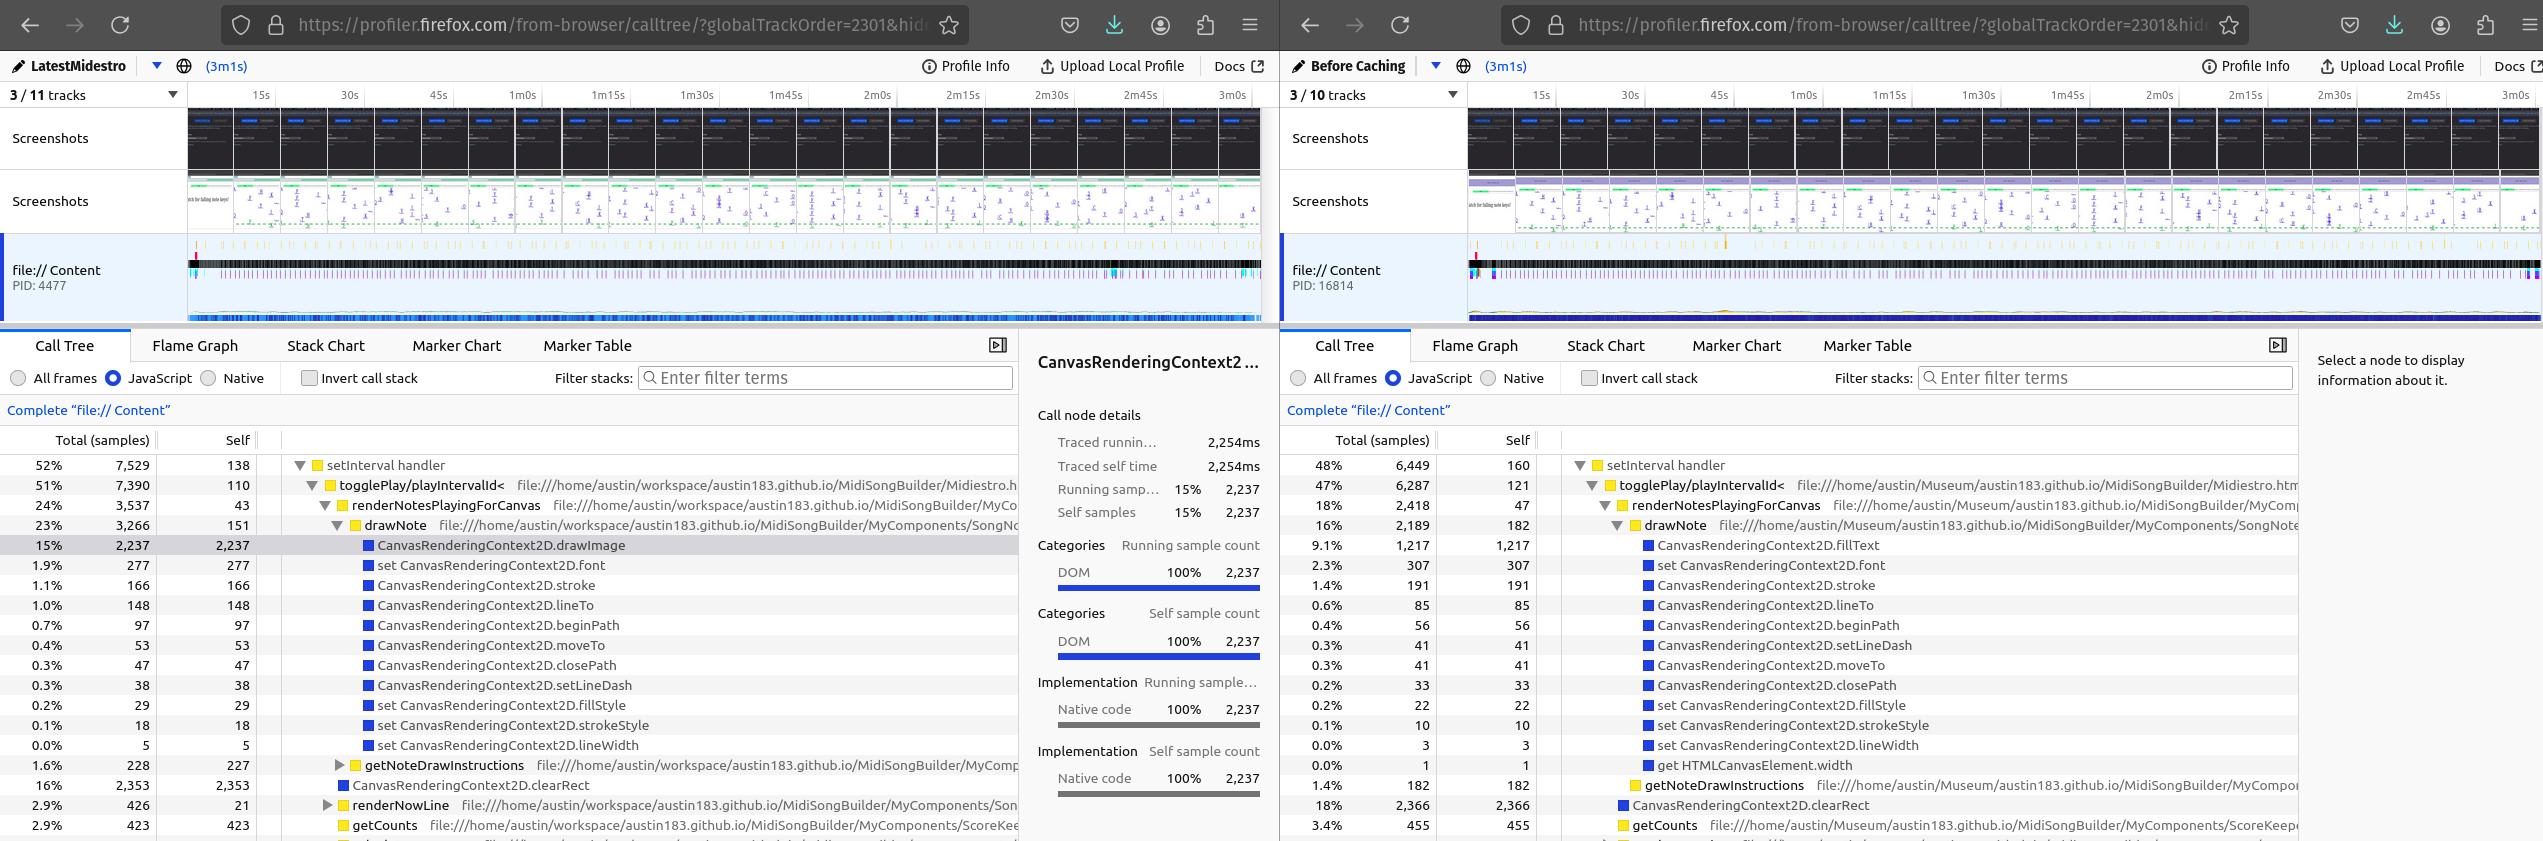 https://profiler.firefox.com/from-browser/calltree/?globalTrackOrder=2301&hid
LatestMidestro
(3m1s)
Profile Info
Upload Local Profile
Docs
3 / 11 tracks
15s 30s 45s 1m0s 1m15s 1m30s 1m45s 2m0s 2m15s 2m30s 2m45s 3m0s
Screenshots
Screenshots
atch for falling note keys!
file:// Content
PID: 4477
Call Tree Flame Graph Stack Chart Marker Chart Marker Table
All frames JavaScript Native Invert call stack Filter stacks: Enter filter terms
Complete “file:// Content”
Total (samples) Self
52% 7,529 138 setInterval handler
51% 7,390 110 togglePlay/playIntervalId< file:///home/austin/workspace/austin183.github.io/MidiSongBuilder/Midiestro.h
24% 3,537 43 renderNotesPlayingForCanvas file:///home/austin/workspace/austin183.github.io/MidiSongBuilder/MyCo
23% 3,266 151 drawNote file:///home/austin/workspace/austin183.github.io/MidiSongBuilder/MyComponents/SongNo
15% 2,237 2,237 CanvasRenderingContext2D.drawImage
1.9% 277 277 set CanvasRenderingContext2D.font
1.1% 166 166 CanvasRenderingContext2D.stroke
1.0% 148 148 CanvasRenderingContext2D.lineTo
0.7% 97 97 CanvasRenderingContext2D.beginPath
0.4% 53 53 CanvasRenderingContext2D.moveTo
0.3% 47 47 CanvasRenderingContext2D.closePath
0.3% 38 38 CanvasRenderingContext2D.setLineDash
0.2% 29 29 set CanvasRenderingContext2D.fillStyle
0.1% 18 18 set CanvasRenderingContext2D.strokeStyle
0.0% 5 5 set CanvasRenderingContext2D.lineWidth
1.6% 228 227 getNoteDrawInstructions file:///home/austin/workspace/austin183.github.io/MidiSongBuilder/MyComp
16% 2,353 2,353 CanvasRenderingContext2D.clearRect
2.9% 426 21 renderNowLine file:///home/austin/workspace/austin183.github.io/MidiSongBuilder/MyComponents/Son
2.9% 423 423 getCounts file:///home/austin/workspace/austin183.github.io/MidiSongBuilder/MyComponents/ScoreKee
CanvasRenderingContext2 ...
Call node details
Traced runnin... 2,254ms
Traced self time 2,254ms
Running samp... 15% 2,237
Self samples 15% 2,237
Categories Running sample count
DOM 100% 2,237
Categories Self sample count
DOM 100% 2,237
Implementation Running sample...
Native code 100% 2,237
Implementation Self sample count
Native code 100% 2,237
https://profiler.firefox.com/from-browser/calltree/?globalTrackOrder=2301&hid
Before Caching
(3m1s)
Profile Info
Upload Local Profile
Docs
3 / 10 tracks
15s 30s 45s 1m0s 1m15s 1m30s 1m45s 2m0s 2m15s 2m30s 2m45s 3m0s
Screenshots
Screenshots
atch for falling note keys!
file:// Content
PID: 16814
Call Tree Flame Graph Stack Chart Marker Chart Marker Table
All frames JavaScript Native Invert call stack Filter stacks: Enter filter terms
Complete “file:// Content”
Total (samples) Self
48% 6,449 160 setInterval handler
47% 6,287 121 togglePlay/playIntervalId< file:///home/austin/Museum/austin183.github.io/MidiSongBuilder/Midiestro.htm
18% 2,418 47 renderNotesPlayingForCanvas file:///home/austin/Museum/austin183.github.io/MidiSongBuilder/MyComp
16% 2,189 182 drawNote file:///home/austin/Museum/austin183.github.io/MidiSongBuilder/MyComponents/SongNote
9.1% 1,217 1,217 CanvasRenderingContext2D.fillText
2.3% 307 307 set CanvasRenderingContext2D.font
1.4% 191 191 CanvasRenderingContext2D.stroke
0.6% 85 85 CanvasRenderingContext2D.lineTo
0.4% 56 56 CanvasRenderingContext2D.beginPath
0.3% 41 41 CanvasRenderingContext2D.setLineDash
0.3% 41 41 CanvasRenderingContext2D.moveTo
0.2% 33 33 CanvasRenderingContext2D.closePath
0.2% 22 22 set CanvasRenderingContext2D.fillStyle
0.1% 10 10 set CanvasRenderingContext2D.strokeStyle
0.0% 3 3 set CanvasRenderingContext2D.lineWidth
0.0% 1 1 get HTMLCanvasElement.width
1.4% 182 182 getNoteDrawInstructions file:///home/austin/Museum/austin183.github.io/MidiSongBuilder/MyCompo
18% 2,366 2,366 CanvasRenderingContext2D.clearRect
3.4% 455 455 getCounts file:///home/austin/Museum/austin183.github.io/MidiSongBuilder/MyComponents/ScoreKeep
Select a node to display
information about it.